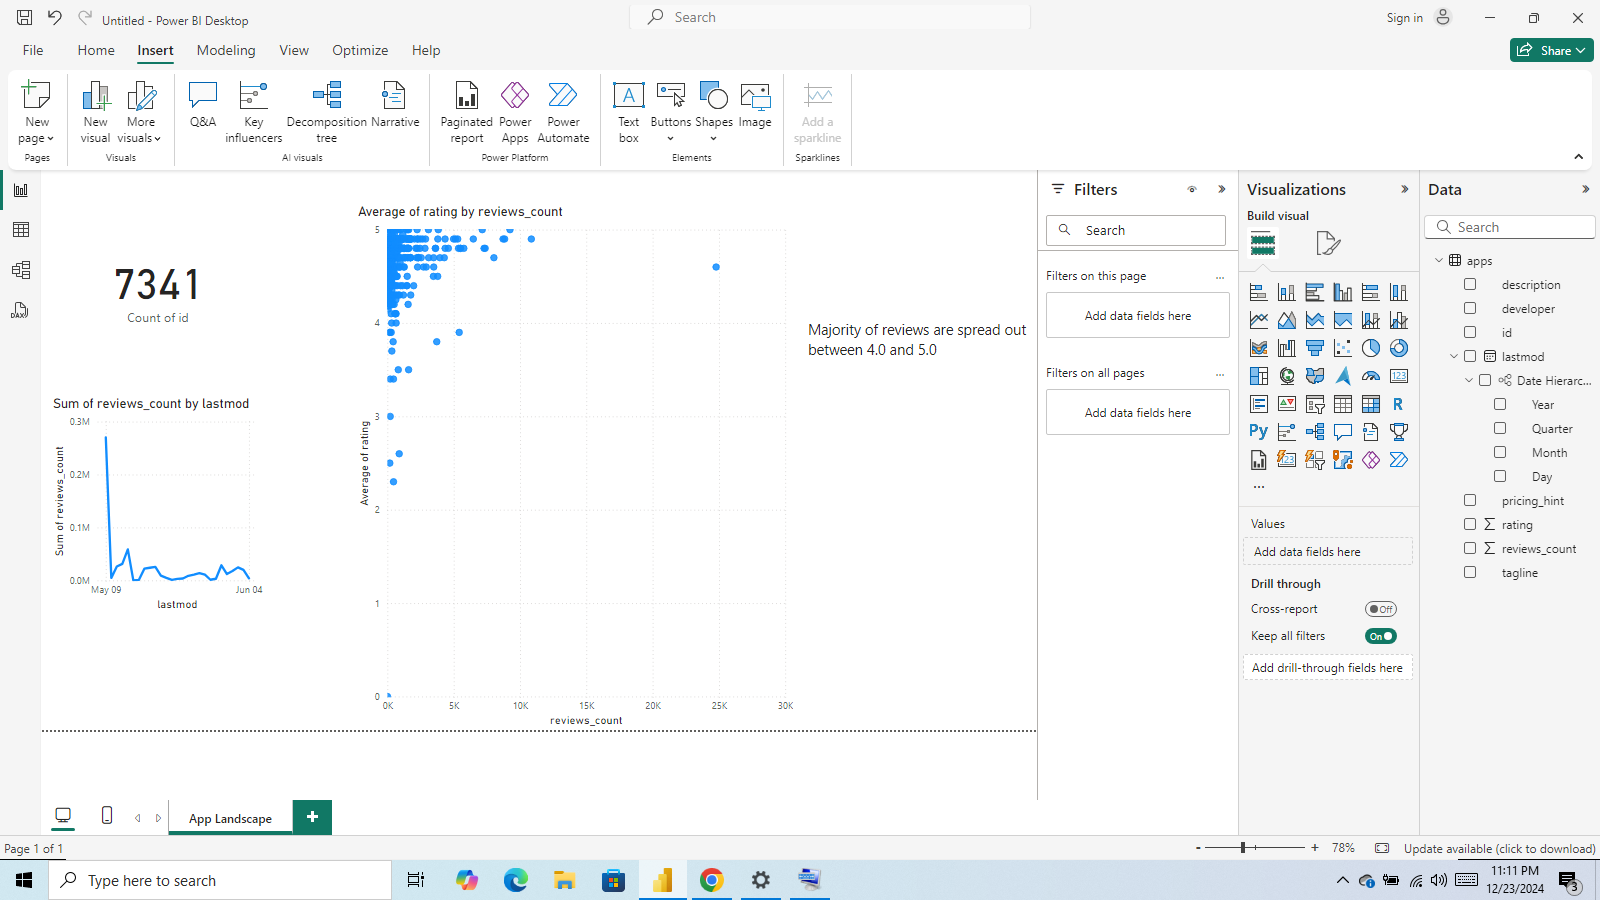 Untitled - Power BI Desktop
Search
Sign in
File
Home
Insert
Modeling
View
Optimize
Help
Share
New page
Pages
New visual
More visuals
Visuals
Q&A
Key influencers
Decomposition tree
Narrative
AI visuals
Paginated report
Power Apps
Power Automate
Power Platform
Text box
Buttons
Shapes
Image
Elements
Add a sparkline
Sparklines
DAX
7341
Count of id
Sum of reviews_count by lastmod
Sum of reviews_count
0.3M
0.2M
0.1M
0.0M
May 09
Jun 04
lastmod
Average of rating by reviews_count
Average of rating
5
4
3
2
1
0
0K
5K
10K
15K
20K
25K
30K
reviews_count
Majority of reviews are spread out
between 4.0 and 5.0
Filters
Search
Filters on this page
...
Add data fields here
Filters on all pages
...
Add data fields here
Visualizations
Build visual
123
R
Py
123
...
Values
Add data fields here
Drill through
Cross-report
Off
Keep all filters
On
Add drill-through fields here
Data
Search
apps
description
developer
id
lastmod
Date Hierarc...
Year
Quarter
Month
Day
pricing_hint
rating
reviews_count
tagline
App Landscape
Page 1 of 1
- + 78%
Update available (click to download)
Type here to search
11:11 PM
12/23/2024
3